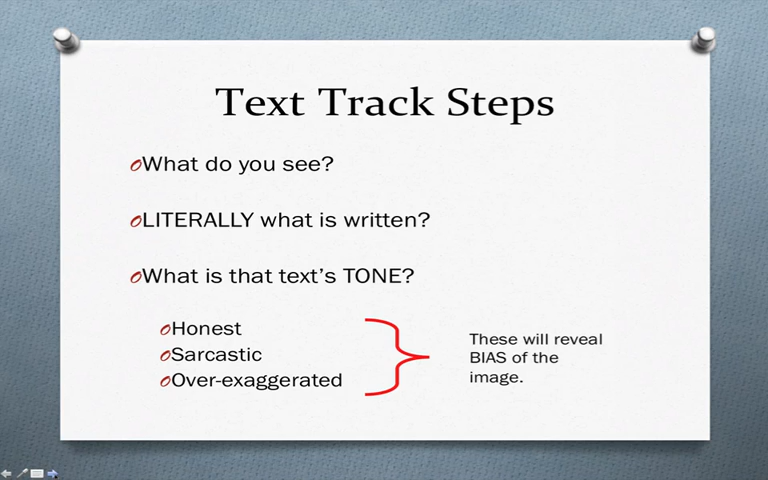 Text Track Steps
What do you see?
LITERALLY what is written?
What is that text's TONE?
Honest
Sarcastic
Over-exaggerated
These will reveal
BIAS of the
image.